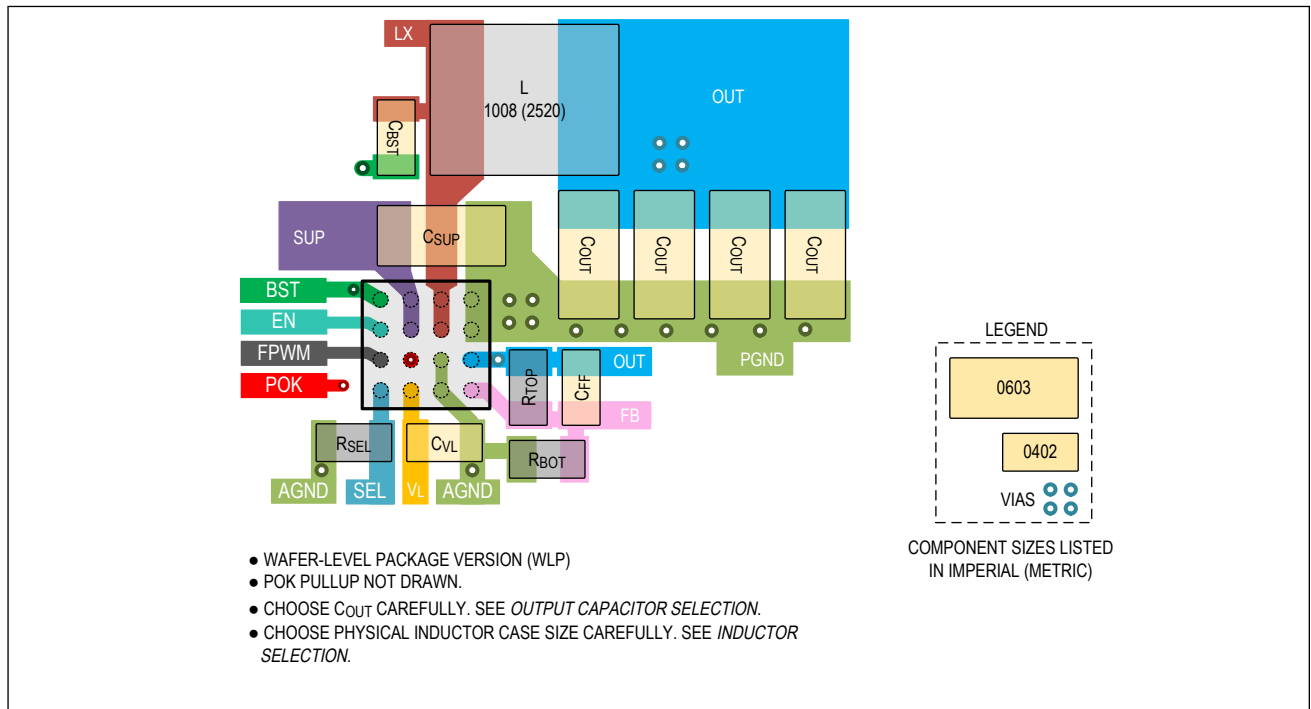 LX
L
1008 (2520)
OUT
CBST
SUP
CSUP
COUT
COUT
COUT
COUT
BST
EN
FPWM
POK
OUT
PGND
RTOP
CFF
FB
RSEL
CVL
RBOT
AGND
SEL
VL
AGND
LEGEND
0603
0402
VIAS
COMPONENT SIZES LISTED
IN IMPERIAL (METRIC)
● WAFER-LEVEL PACKAGE VERSION (WLP)
● POK PULLUP NOT DRAWN.
● CHOOSE COUT CAREFULLY. SEE OUTPUT CAPACITOR SELECTION.
● CHOOSE PHYSICAL INDUCTOR CASE SIZE CAREFULLY. SEE INDUCTOR
SELECTION.